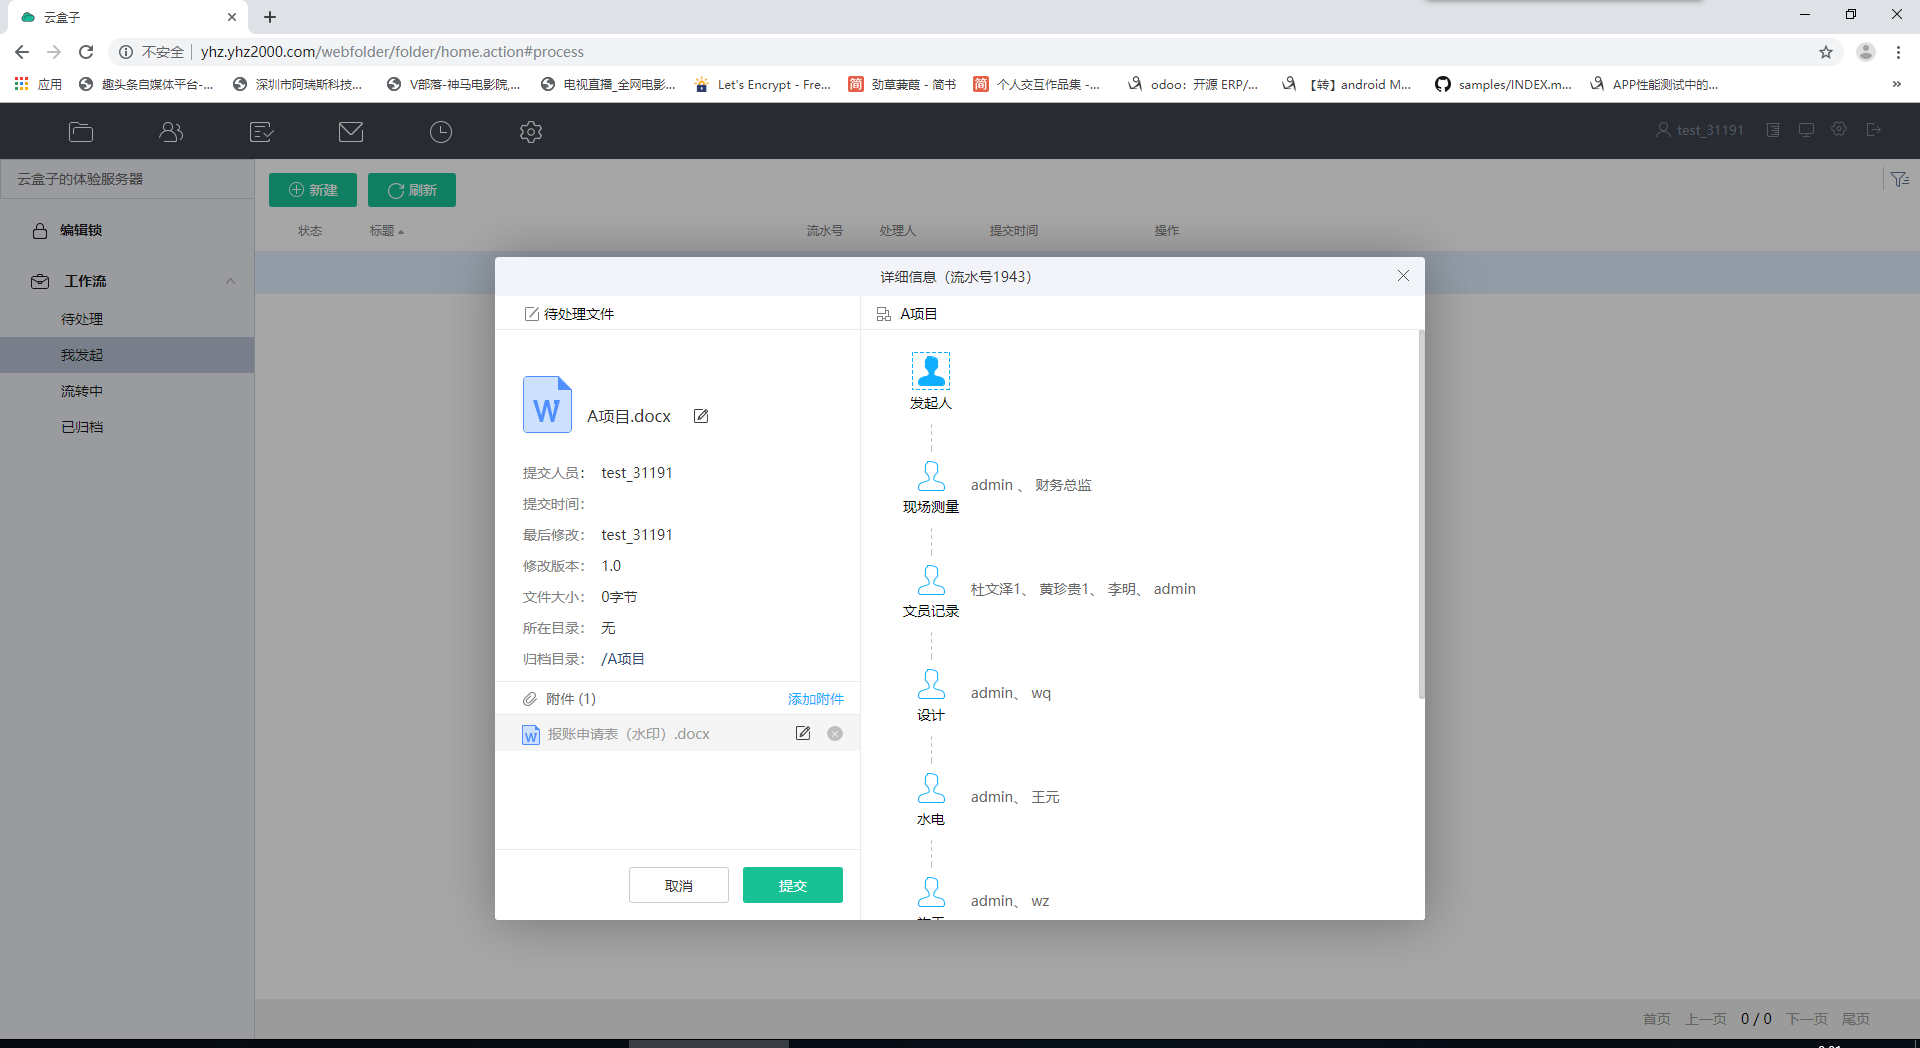 云盒子
不安全 yhz.yhz2000.com/webfolder/folder/home.action#process
应用 趣头条自媒体平台-... 深圳市阿瑞斯科技... V部落-神马电影院,... 电视直播_全网电影... Let's Encrypt - Fre... 简 劲草蒹葭 - 简书 简 个人交互作品集 -... odoo：开源 ERP/... 【转】android M... samples/INDEX.m... APP性能测试中的... »
test_31191
云盒子的体验服务器
新建 刷新
编辑锁
状态 标题 流水号 处理人 提交时间 操作
工作流
待处理
我发起
流转中
已归档
详细信息（流水号1943）
待处理文件
W A项目.docx
提交人员： test_31191
提交时间：
最后修改： test_31191
修改版本： 1.0
文件大小： 0字节
所在目录： 无
归档目录： /A项目
附件 (1) 添加附件
W 报账申请表（水印）.docx
取消 提交
A项目
发起人
admin 、 财务总监
现场测量
杜文泽1、 黄珍贵1、 李明、 admin
文员记录
admin、 wq
设计
admin、 王元
水电
admin、 wz
首页 上一页 0 / 0 下一页 尾页